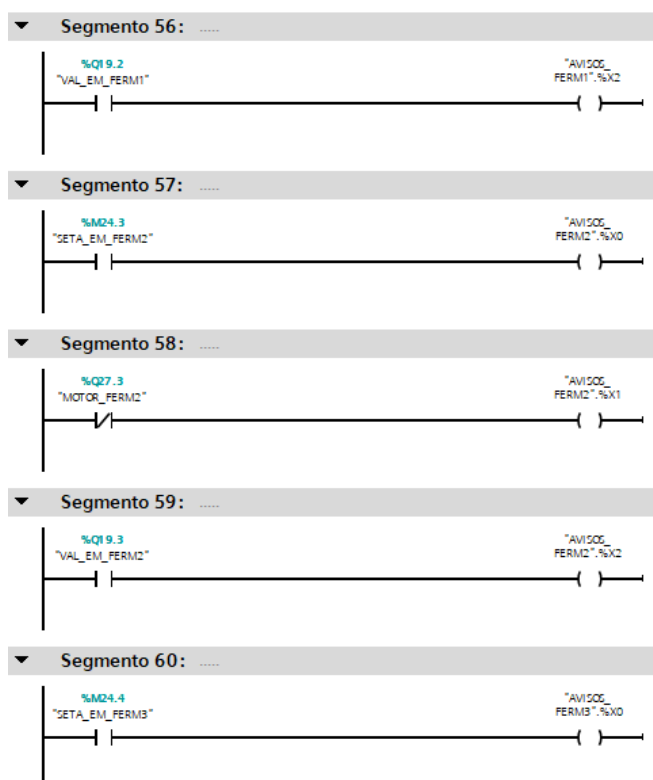 Segmento 56: .....
%Q19.2
"VAL_EM_FERM1"
"AVISOS_
FERM1".%X2
Segmento 57: .....
%M24.3
"SETA_EM_FERM2"
"AVISOS_
FERM2".%X0
Segmento 58: .....
%Q27.3
"MOTOR_FERM2"
"AVISOS_
FERM2".%X1
Segmento 59: .....
%Q19.3
"VAL_EM_FERM2"
"AVISOS_
FERM2".%X2
Segmento 60: .....
%M24.4
"SETA_EM_FERM3"
"AVISOS_
FERM3".%X0